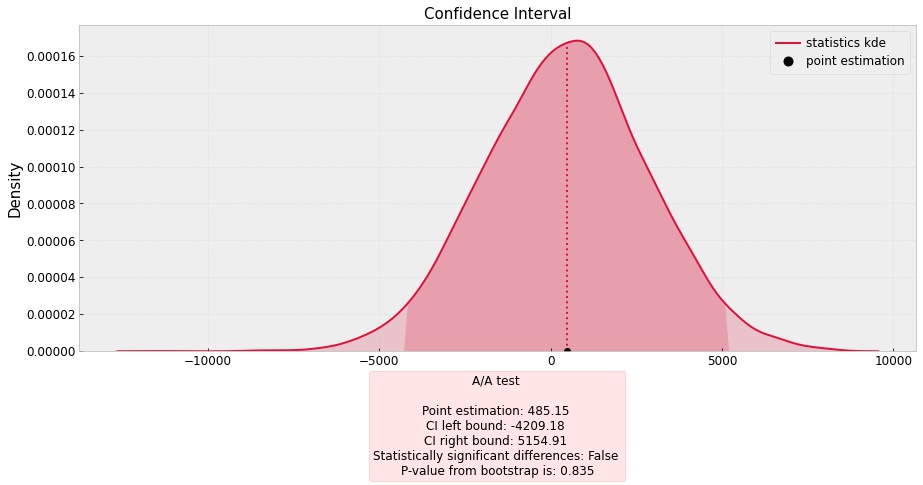 Confidence Interval
statistics kde
point estimation
Density
0.00016
0.00014
0.00012
0.00010
0.00008
0.00006
0.00004
0.00002
0.00000
−10000
−5000
0
5000
10000
A/A test
Point estimation: 485.15
CI left bound: -4209.18
CI right bound: 5154.91
Statistically significant differences: False
P-value from bootstrap is: 0.835